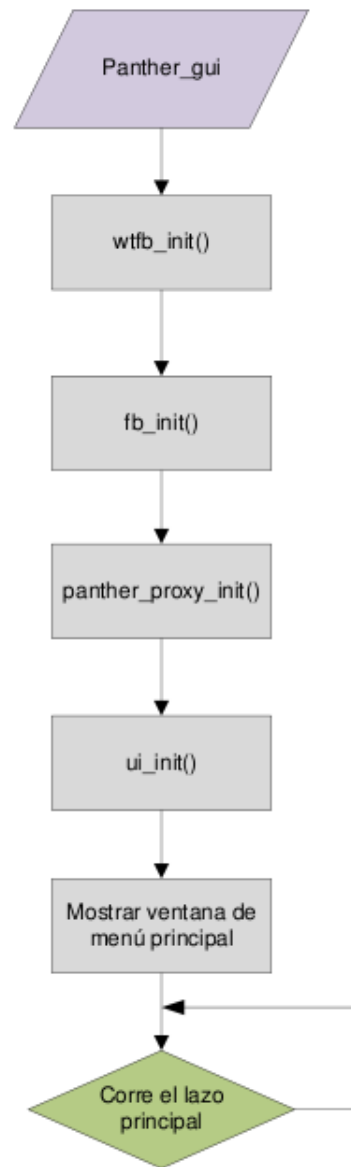 Panther_gui
wtfb_init()
fb_init()
panther_proxy_init()
ui_init()
Mostrar ventana de
menú principal
Corre el lazo
principal